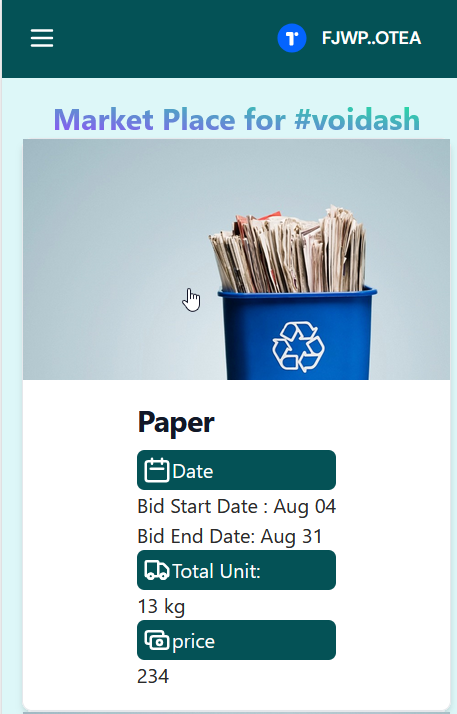 FJWP..OTEA
Market Place for #voidash
Paper
Date
Bid Start Date : Aug 04
Bid End Date: Aug 31
Total Unit:
13 kg
price
234